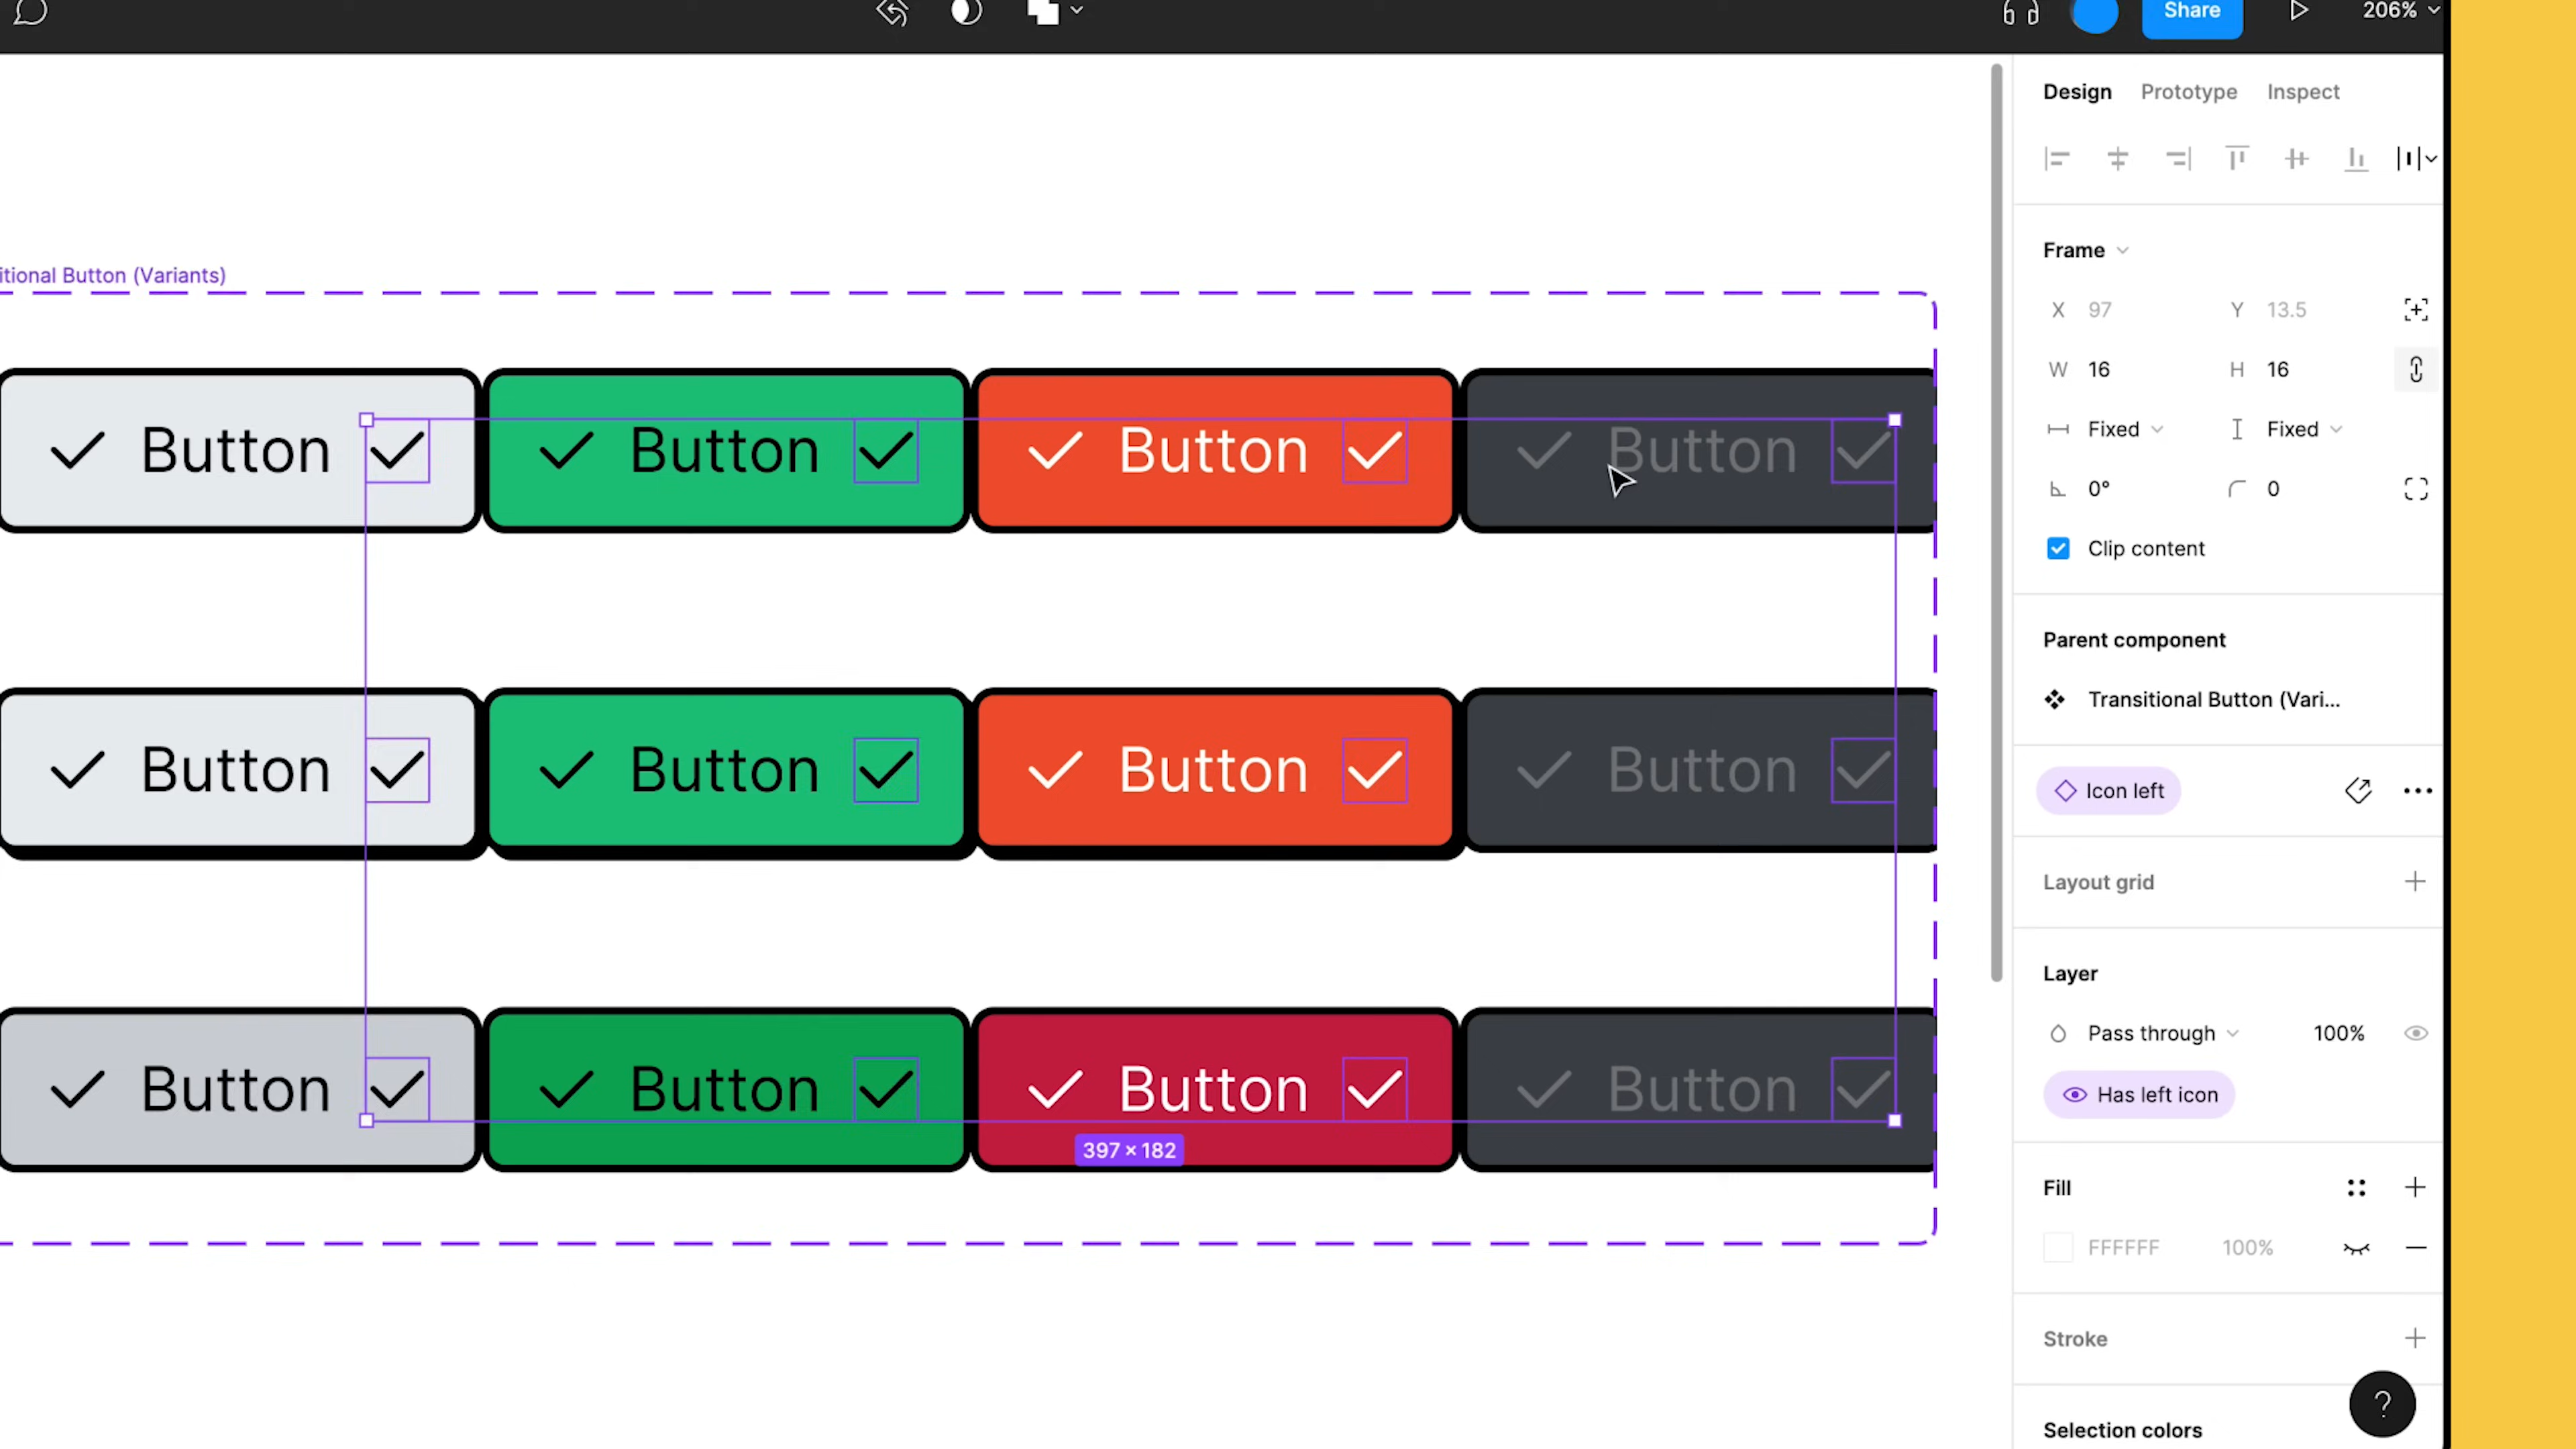 Share
206%
Design Prototype Inspect
Frame
X 97 Y 13.5
W 16 H 16
Fixed Fixed
0° 0
Clip content
Parent component
Transitional Button (Vari...
Icon left
Layout grid
Layer
Pass through 100%
Has left icon
Fill
FFFFFF 100%
Stroke
Selection colors
?
itional Button (Variants)
Button Button Button Button
Button Button Button Button
Button Button Button Button
397 × 182